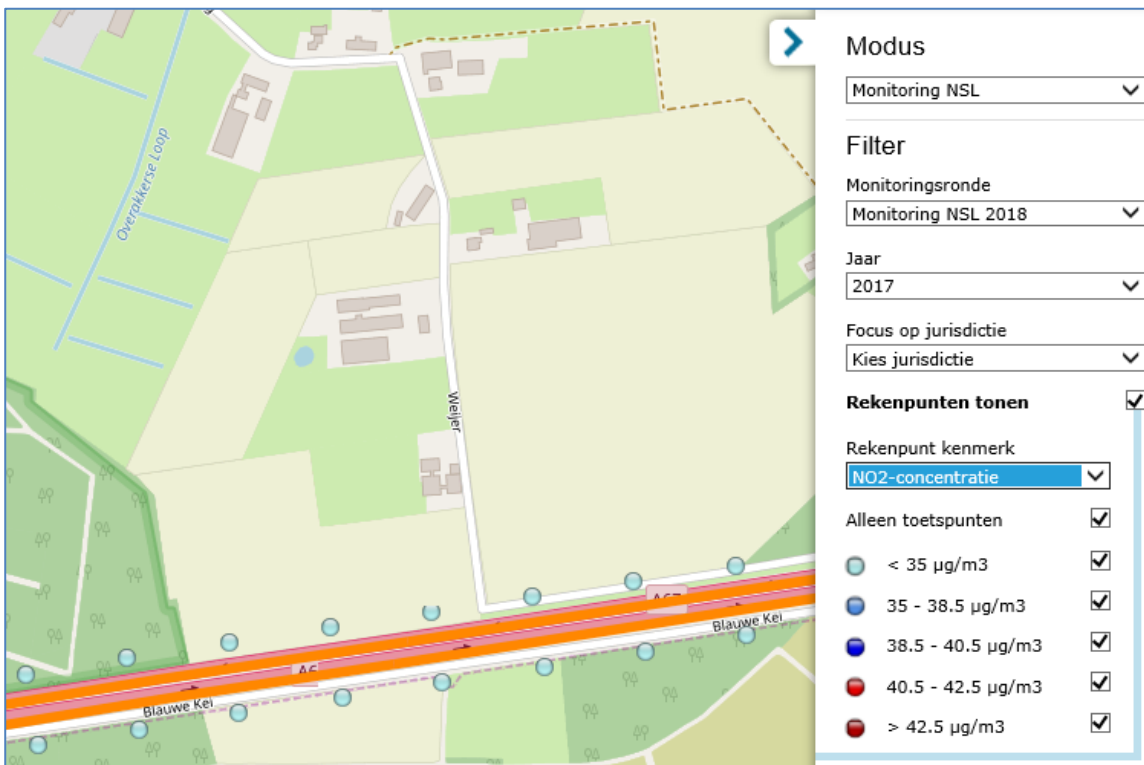 Overakkerse Loop
Weijer
A67
A6
Blauwe Kei
Blauwe Kei
Modus
Monitoring NSL
Filter
Monitoringsronde
Monitoring NSL 2018
Jaar
2017
Focus op jurisdictie
Kies jurisdictie
Rekenpunten tonen
Rekenpunt kenmerk
NO2-concentratie
Alleen toetspunten
< 35 µg/m3
35 - 38.5 µg/m3
38.5 - 40.5 µg/m3
40.5 - 42.5 µg/m3
> 42.5 µg/m3